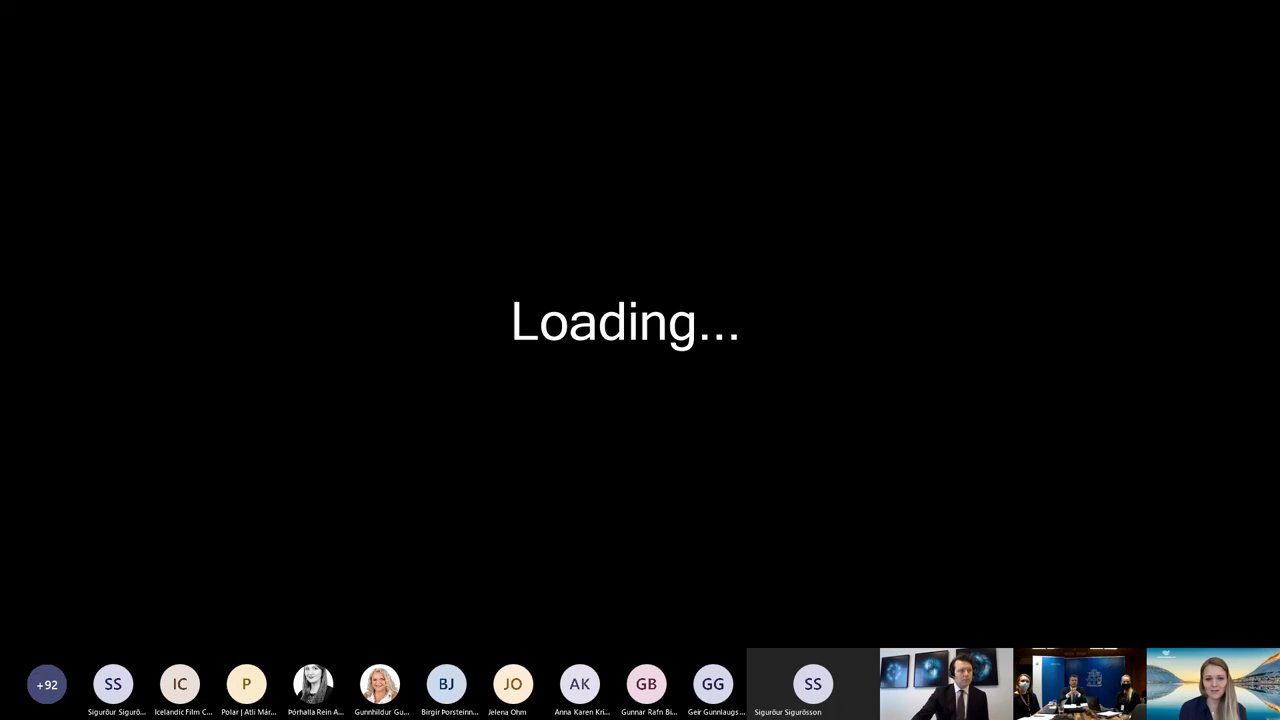 Loading...
+92
SS
IC
P
BJ
JO
AK
GB
GG
SS
Sigurður Sigurð...
Icelandic Film C...
Polar | Atli Már...
Þórhalla Rein A...
Gunnhildur Gu...
Birgir Þorsteinn...
Jelena Ohm
Anna Karen Kri...
Gunnar Rafn Bi...
Geir Gunnlaugs...
Sigurður Sigurðsson